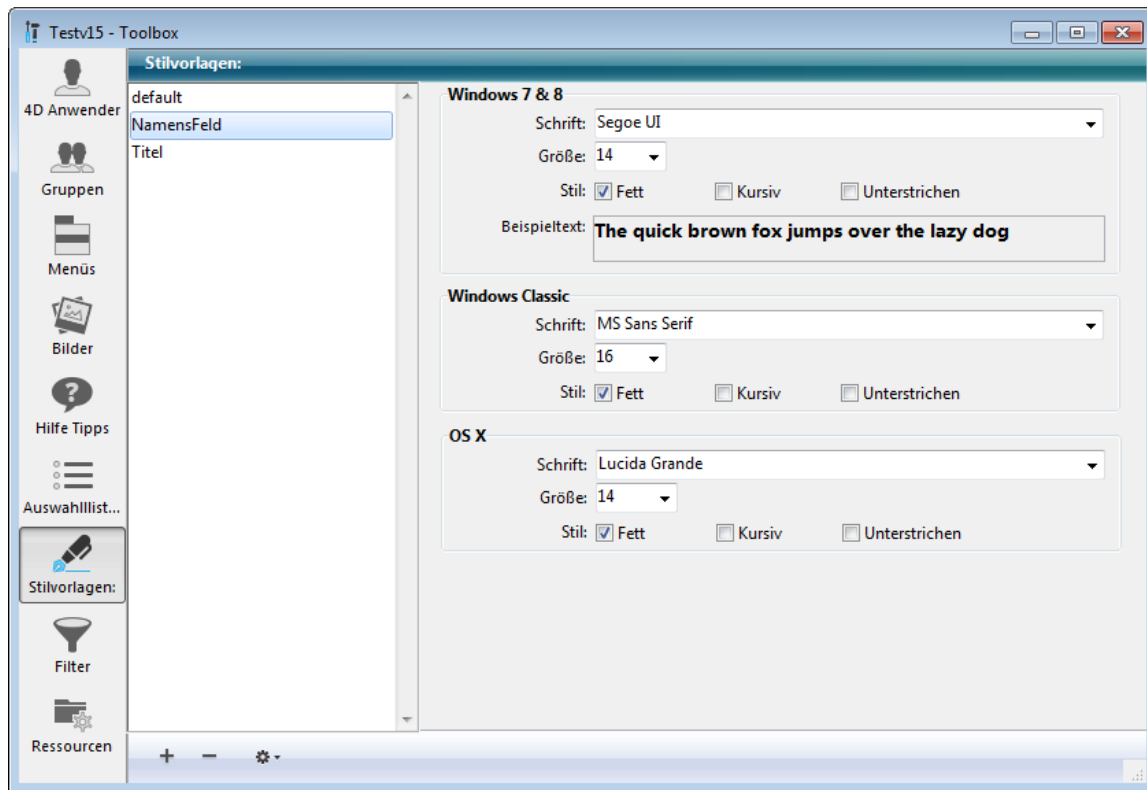 Testv15 - Toolbox
4D Anwender
Gruppen
Menüs
Bilder
Hilfe Tipps
Auswahlllist...
Stilvorlagen:
Filter
Ressourcen
Stilvorlagen:
default
NamensFeld
Titel
Windows 7 & 8
Schrift: Segoe UI
Größe: 14
Stil: Fett Kursiv Unterstrichen
Beispieltext: The quick brown fox jumps over the lazy dog
Windows Classic
Schrift: MS Sans Serif
Größe: 16
Stil: Fett Kursiv Unterstrichen
OS X
Schrift: Lucida Grande
Größe: 14
Stil: Fett Kursiv Unterstrichen